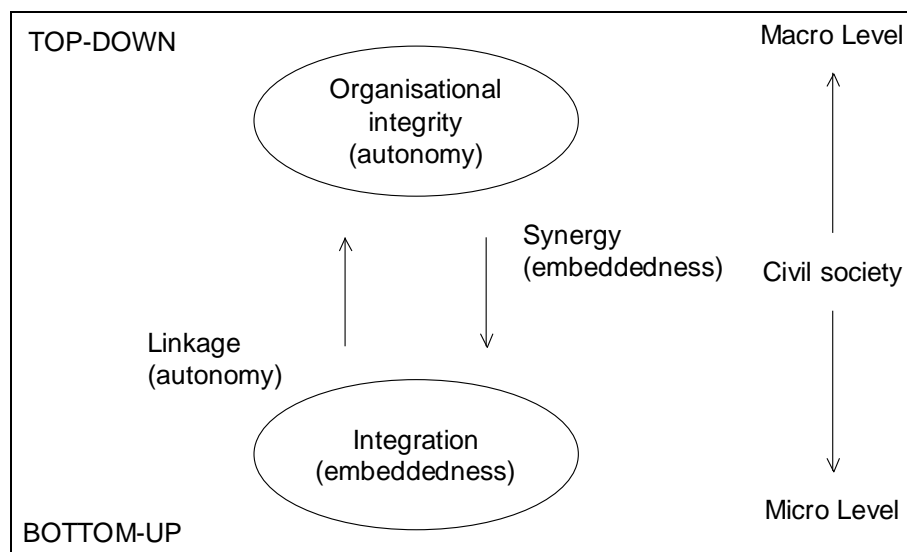 TOP-DOWN
Macro Level
Organisational
integrity
(autonomy)
Synergy
(embeddedness)
Civil society
Linkage
(autonomy)
Integration
(embeddedness)
Micro Level
BOTTOM-UP